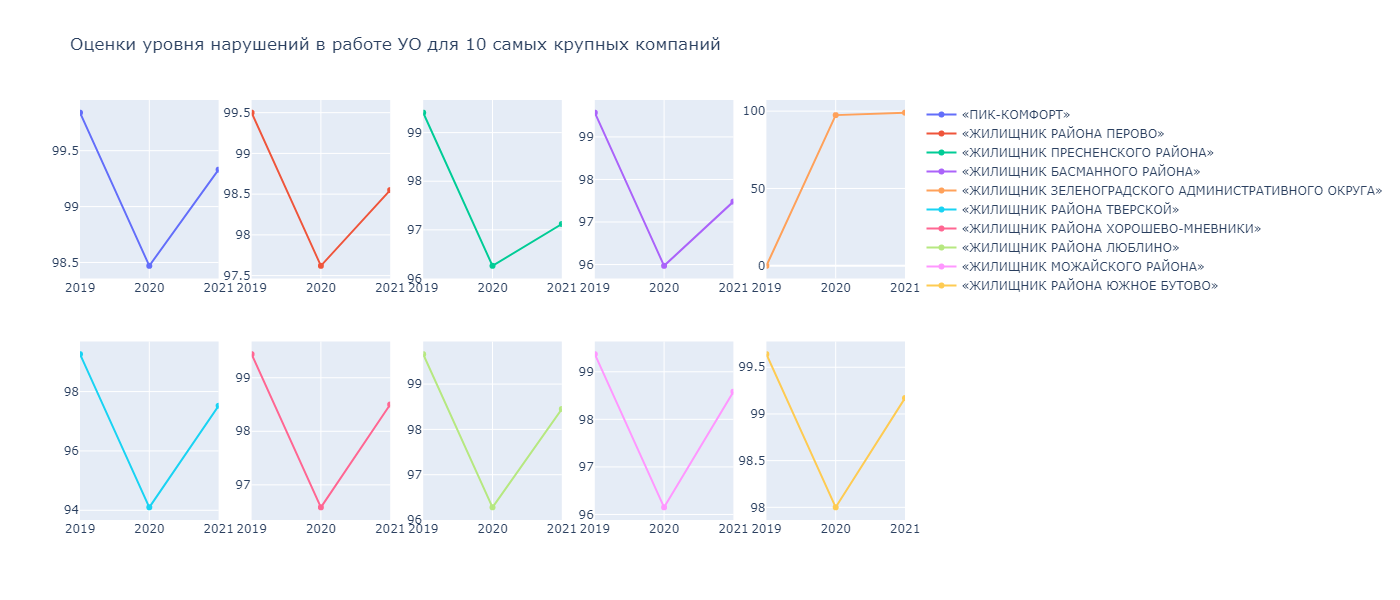 Оценки уровня нарушений в работе УО для 10 самых крупных компаний
99.5
99
98.5
2019 2020 2021
99.5
99
98.5
98
97.5
2019 2020 2021
99
98
97
96
2019 2020 2021
99
98
97
96
2019 2020 2021
100
50
0
2019 2020 2021
«ПИК-КОМФОРТ»
«ЖИЛИЩНИК РАЙОНА ПЕРОВО»
«ЖИЛИЩНИК ПРЕСНЕНСКОГО РАЙОНА»
«ЖИЛИЩНИК БАСМАННОГО РАЙОНА»
«ЖИЛИЩНИК ЗЕЛЕНОГРАДСКОГО АДМИНИСТРАТИВНОГО ОКРУГА»
«ЖИЛИЩНИК РАЙОНА ТВЕРСКОЙ»
«ЖИЛИЩНИК РАЙОНА ХОРОШЕВО-МНЕВНИКИ»
«ЖИЛИЩНИК РАЙОНА ЛЮБЛИНО»
«ЖИЛИЩНИК МОЖАЙСКОГО РАЙОНА»
«ЖИЛИЩНИК РАЙОНА ЮЖНОЕ БУТОВО»
98
96
94
2019 2020 2021
99
98
97
2019 2020 2021
99
98
97
96
2019 2020 2021
99
98
97
96
2019 2020 2021
99.5
99
98.5
98
2019 2020 2021